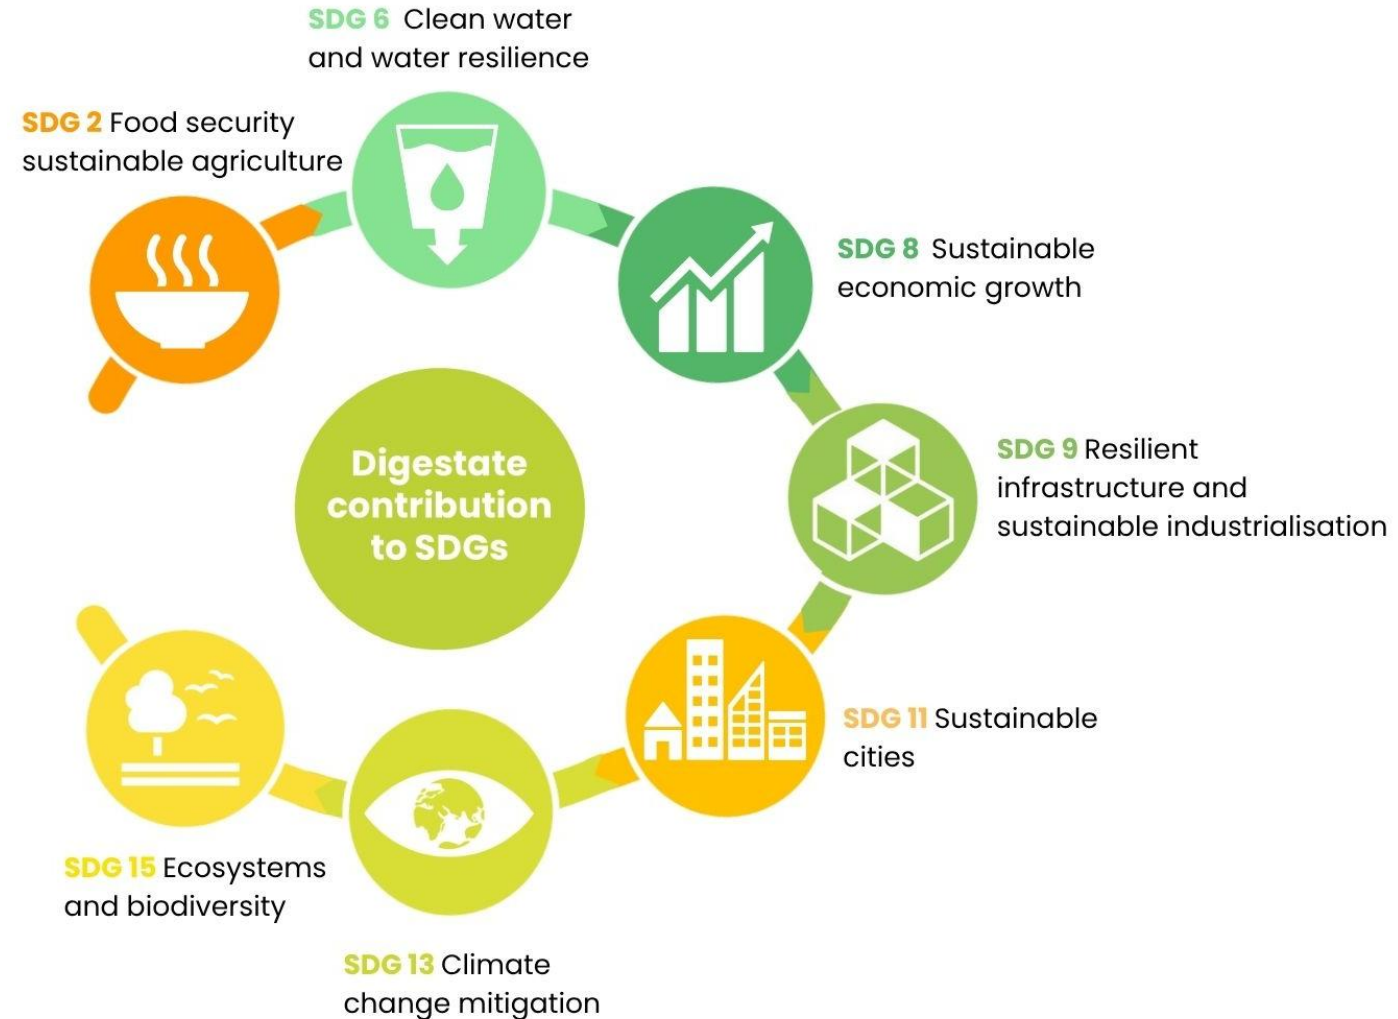 SDG 6 Clean water
and water resilience
SDG 2 Food security
sustainable agriculture
SDG 8 Sustainable
economic growth
Digestate
contribution
to SDGs
SDG 9 Resilient
infrastructure and
sustainable industrialisation
SDG 11 Sustainable
cities
SDG 15 Ecosystems
and biodiversity
SDG 13 Climate
change mitigation